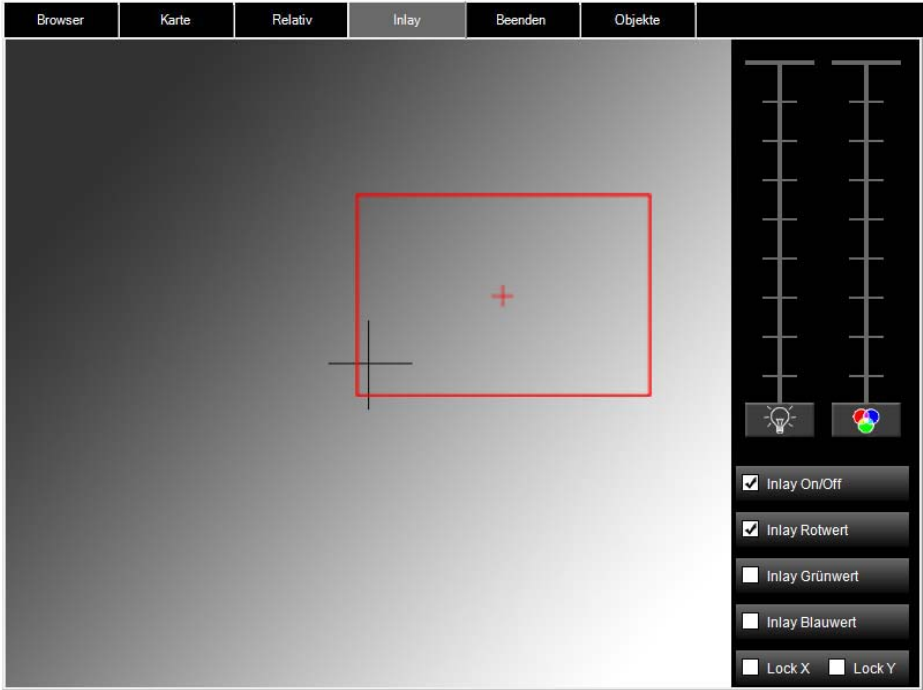 Browser Karte Relativ Inlay Beenden Objekte
Inlay On/Off
Inlay Rotwert
Inlay Grünwert
Inlay Blauwert
Lock X Lock Y